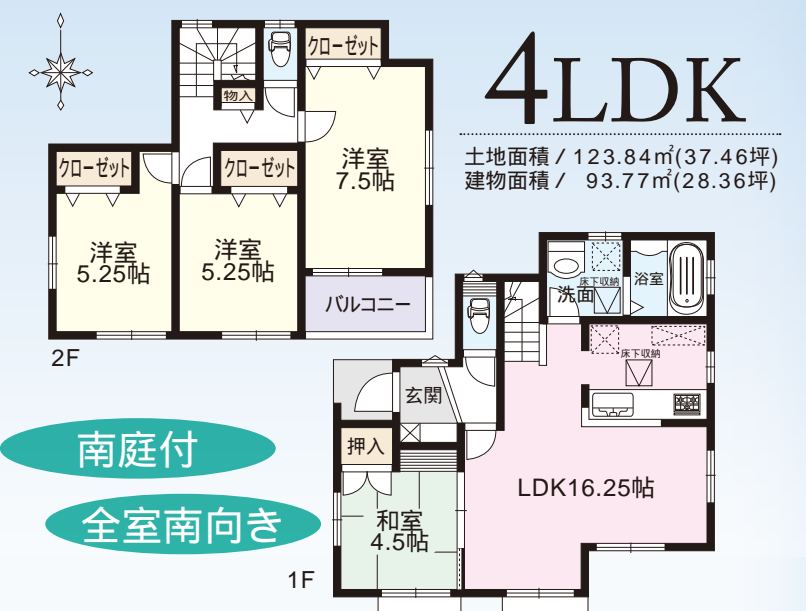 4LDK
土地面積 / 123.84㎡(37.46坪)
建物面積 / 93.77㎡(28.36坪)
クローゼット
物入
洋室
7.5帖
クローゼット
クローゼット
洋室
5.25帖
洋室
5.25帖
バルコニー
2F
床下収納
洗面
浴室
床下収納
玄関
押入
LDK16.25帖
和室
4.5帖
1F
南庭付
全室南向き